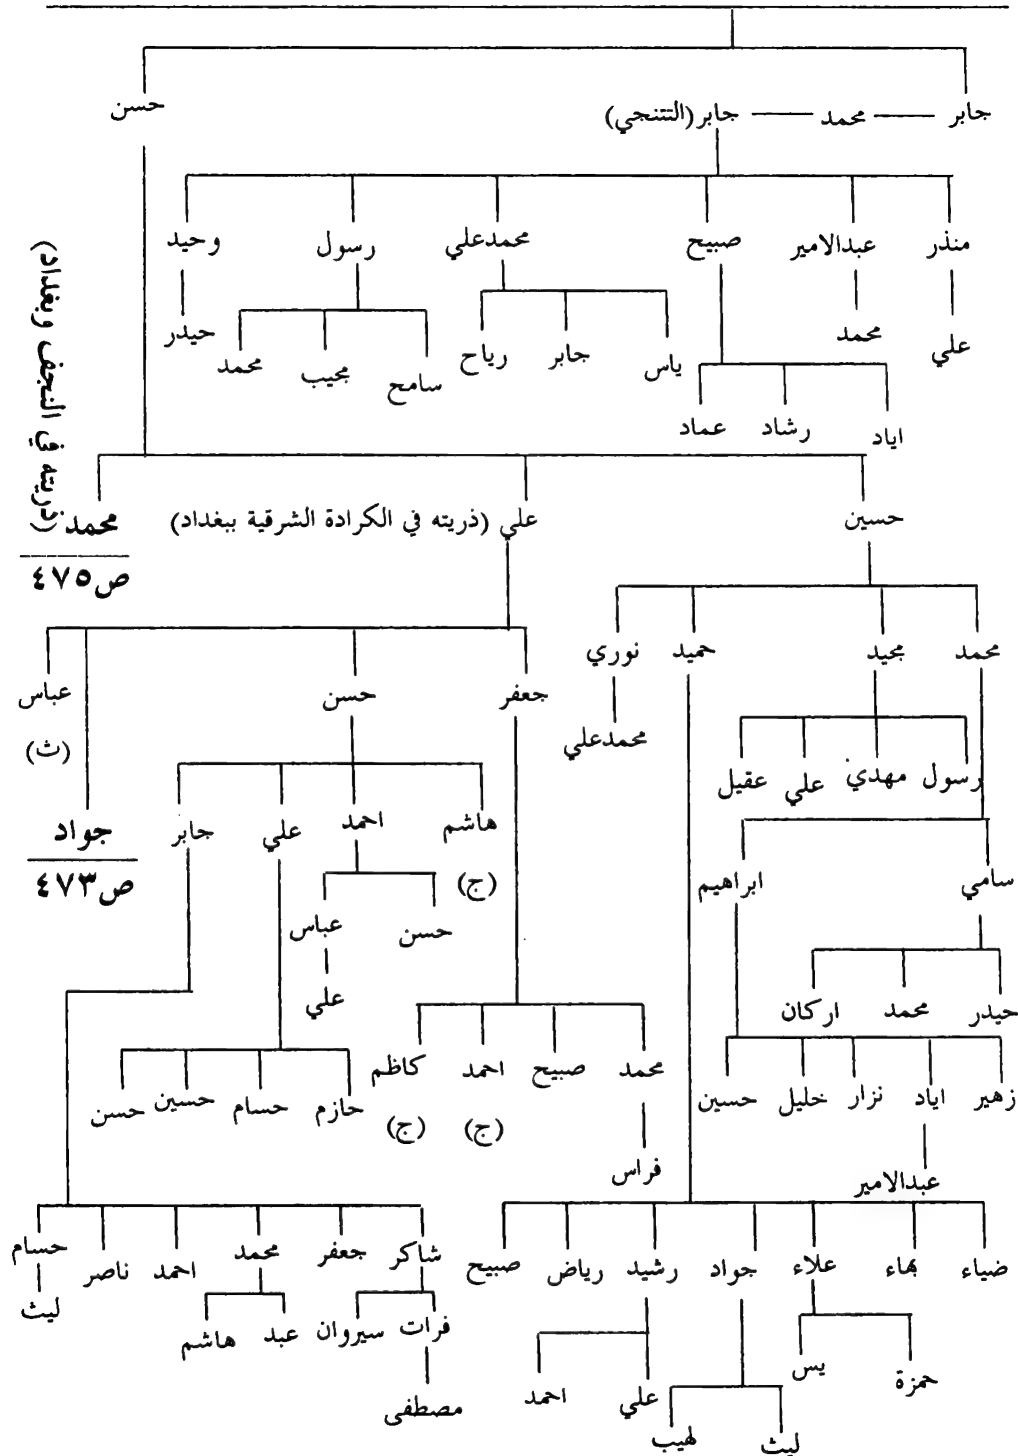 جابر — محمد — جابر (التتنجي) حسن
منذر عبدالامير صبيح محمدعلي رسول وحيد
علي محمد ياس جابر رياح سامح مجيب محمد حيدر
اياد رشاد عماد
حسين علي (ذريته في الكرادة الشرقية ببغداد) محمد (ذريته في النجف وبغداد)
ص٤٧٥
محمد مجيد حميد نوري
جعفر حسن عباس
(ث)
محمدعلي
رسول مهدي علي عقيل
هاشم احمد علي جابر جواد
(ج)
ص٤٧٣
سامي ابراهيم
حسن عباس
علي
حيدر محمد اركان
محمد صبيح احمد كاظم
(ج) (ج)
زهير اياد نزار خليل حسين
حازم حسام حسين حسن
فراس
عبدالامير
ضياء بهاء علاء جواد رشيد رياض صبيح
شاكر جعفر محمد احمد ناصر حسام
ليث
فرات سيروان عبد هاشم
حمزة يس
علي احمد
مصطفى
ليث لهيب